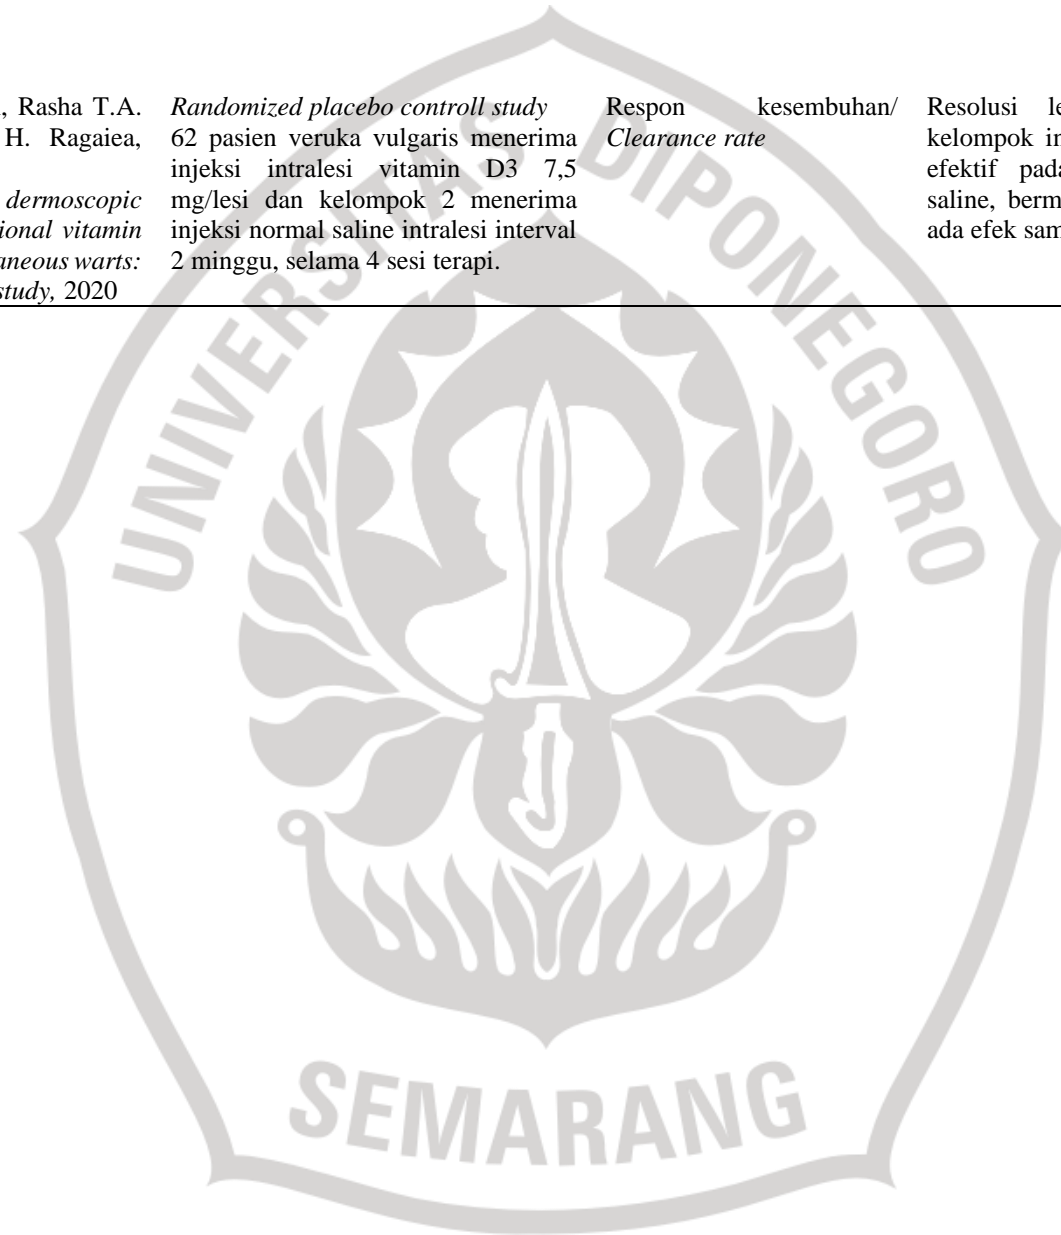 , Rasha T.A.
H. Ragaiea,
dermoscopic
ional vitamin
aneous warts:
study, 2020
Randomized placebo controll study
62 pasien veruka vulgaris menerima
injeksi intralesi vitamin D3 7,5
mg/lesi dan kelompok 2 menerima
injeksi normal saline intralesi interval
2 minggu, selama 4 sesi terapi.
Respon kesembuhan/
Clearance rate
Resolusi le
kelompok in
efektif pada
saline, berm
ada efek sam
UNIVERSITAS DIPONEGORO
SEMARANG